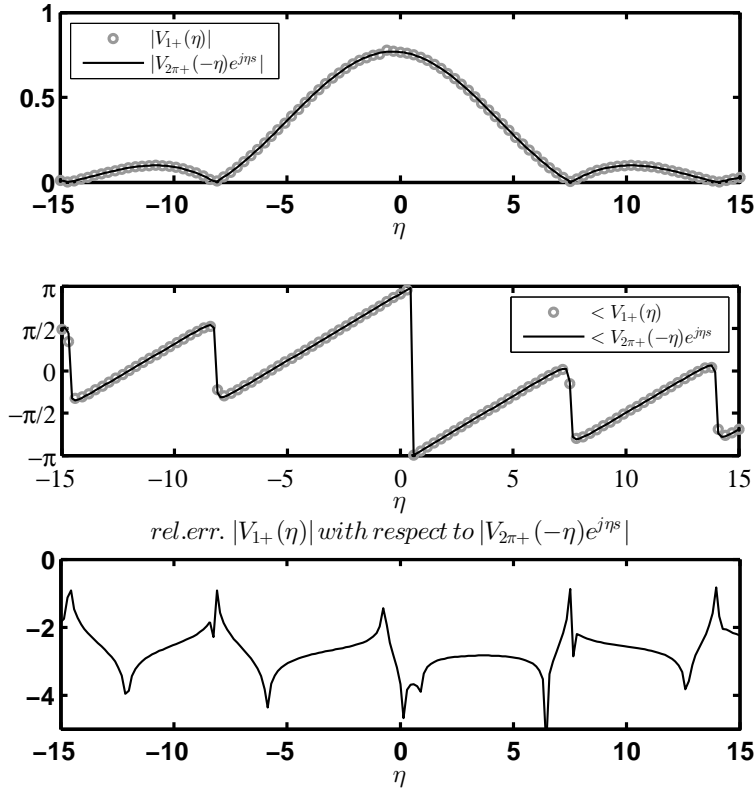 1
0.5
0
|V₁₊(η)|
|V₂π₊(−η)e^{jηs}|
−15 −10 −5 0 5 10 15
η
π
π/2
0
−π/2
−π
< V₁₊(η)
< V₂π₊(−η)e^{jηs}
−15 −10 −5 0 5 10 15
η
rel.err. |V₁₊(η)| with respect to |V₂π₊(−η)e^{jηs}|
0
−2
−4
−15 −10 −5 0 5 10 15
η